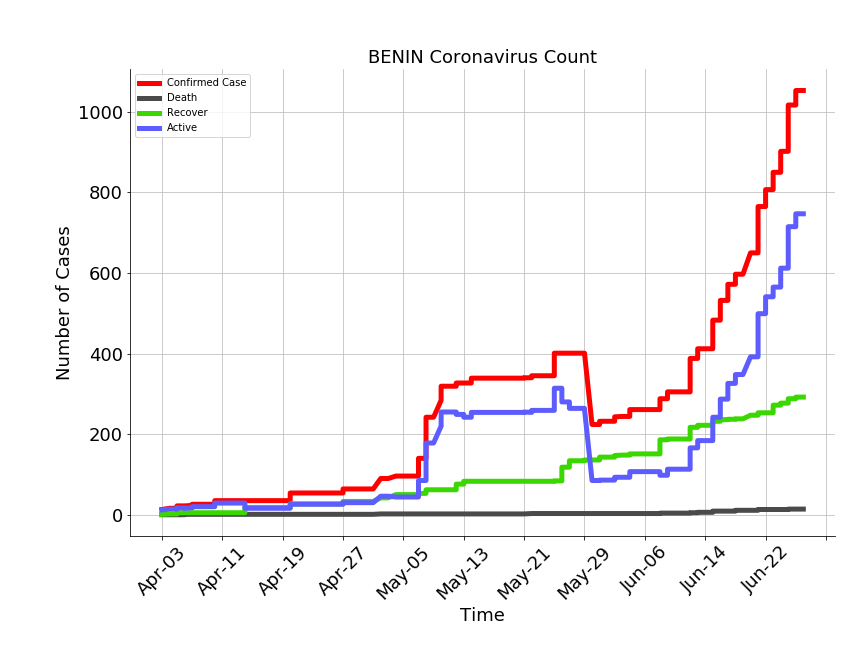 BENIN Coronavirus Count
Confirmed Case
Death
Recover
Active
Number of Cases
1000
800
600
400
200
0
Apr-03
Apr-11
Apr-19
Apr-27
May-05
May-13
May-21
May-29
Jun-06
Jun-14
Jun-22
Time